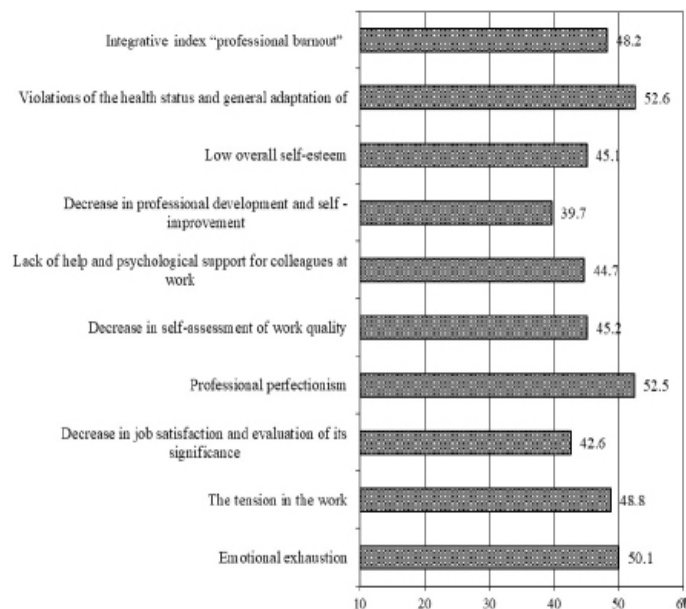 Integrative index “professional burnout”
48.2
Violations of the health status and general adaptation of
52.6
Low overall self-esteem
45.1
Decrease in professional development and self -
improvement
39.7
Lack of help and psychological support for colleagues at
work
44.7
Decrease in self-assessment of work quality
45.2
Professional perfectionism
52.5
Decrease in job satisfaction and evaluation of its
significance
42.6
The tension in the work
48.8
Emotional exhaustion
50.1
10 20 30 40 50